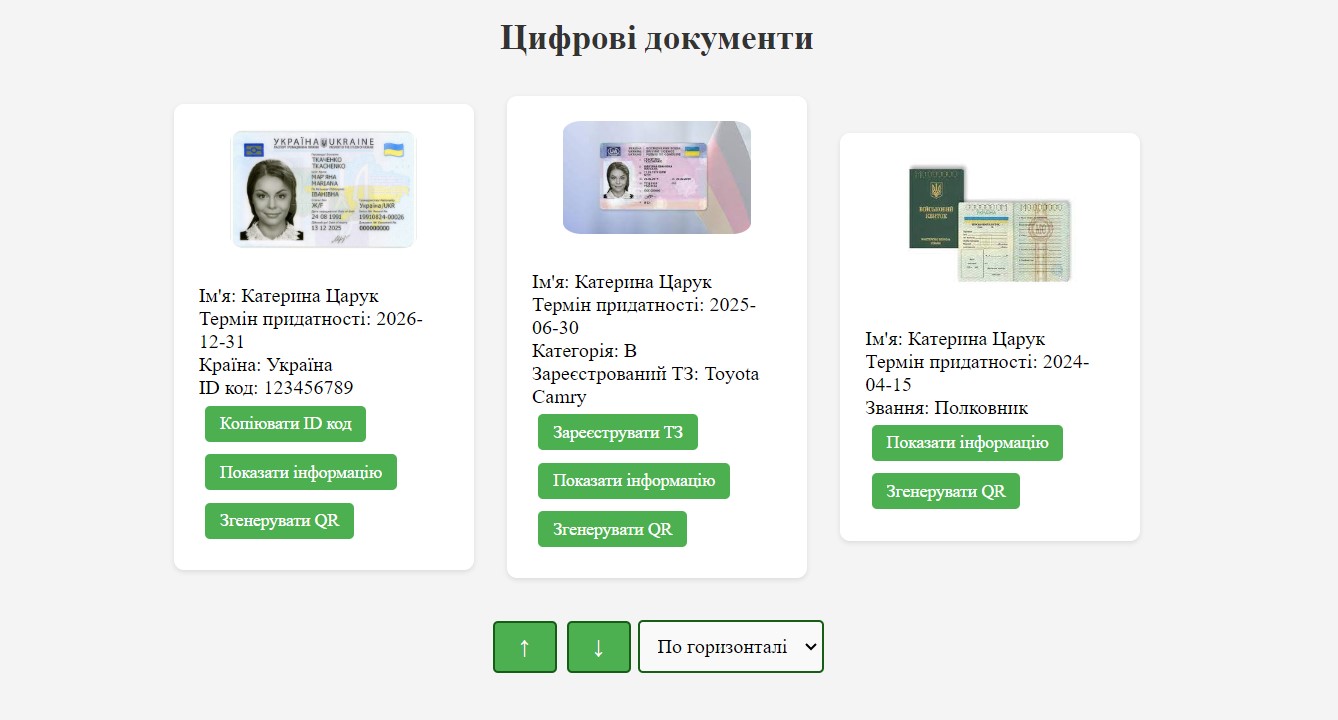 Цифрові документи
УКРАЇНА UKRAINE
ТКАЧЕНКО
TKACHENKO
МАР'ЯНА
MARIANA
ІВАНІВНА
Ж/F
Україна/UKR
24 08 1991
19910824-00026
13 12 2025
000000000
Ім'я: Катерина Царук
Термін придатності: 2026-
12-31
Країна: Україна
ID код: 123456789
Копіювати ID код
Показати інформацію
Згенерувати QR
Ім'я: Катерина Царук
Термін придатності: 2025-
06-30
Категорія: B
Зареєстрований ТЗ: Toyota
Camry
Зареєструвати ТЗ
Показати інформацію
Згенерувати QR
ВІЙСЬКОВИЙ
КВИТОК
Ім'я: Катерина Царук
Термін придатності: 2024-
04-15
Звання: Полковник
Показати інформацію
Згенерувати QR
↑ ↓ По горизонталі